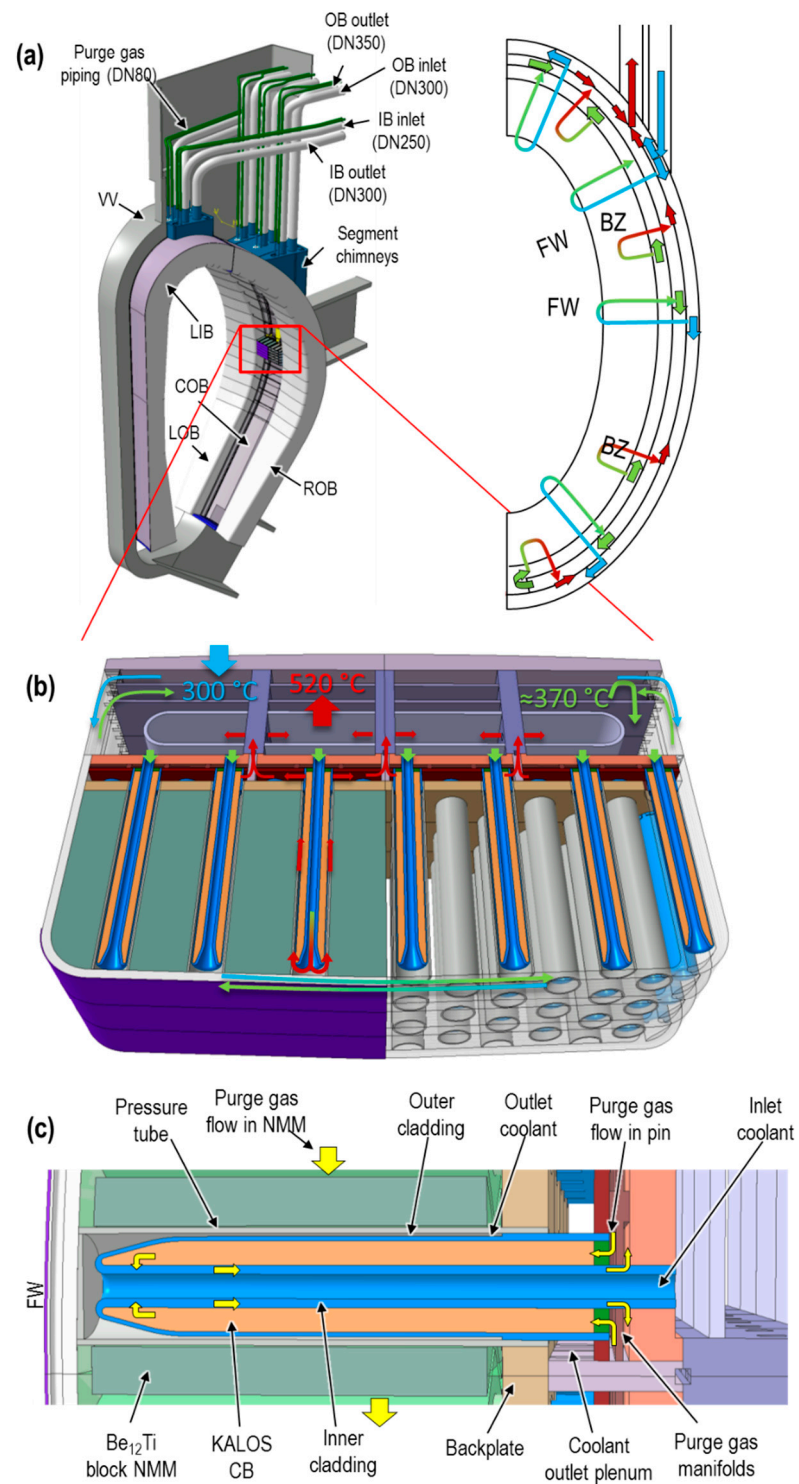 (a)
Purge gas
piping (DN80)
OB outlet
(DN350)
OB inlet
(DN300)
IB inlet
(DN250)
IB outlet
(DN300)
VV
Segment
chimneys
LIB
COB
LOB
ROB
BZ
FW
FW
BZ
(b)
300 °C
520 °C
≈370 °C
(c)
Pressure
tube
Purge gas
flow in NMM
Outer
cladding
Outlet
coolant
Purge gas
flow in pin
Inlet
coolant
FW
Be₁₂Ti
block NMM
KALOS
CB
Inner
cladding
Backplate
Coolant
outlet plenum
Purge gas
manifolds